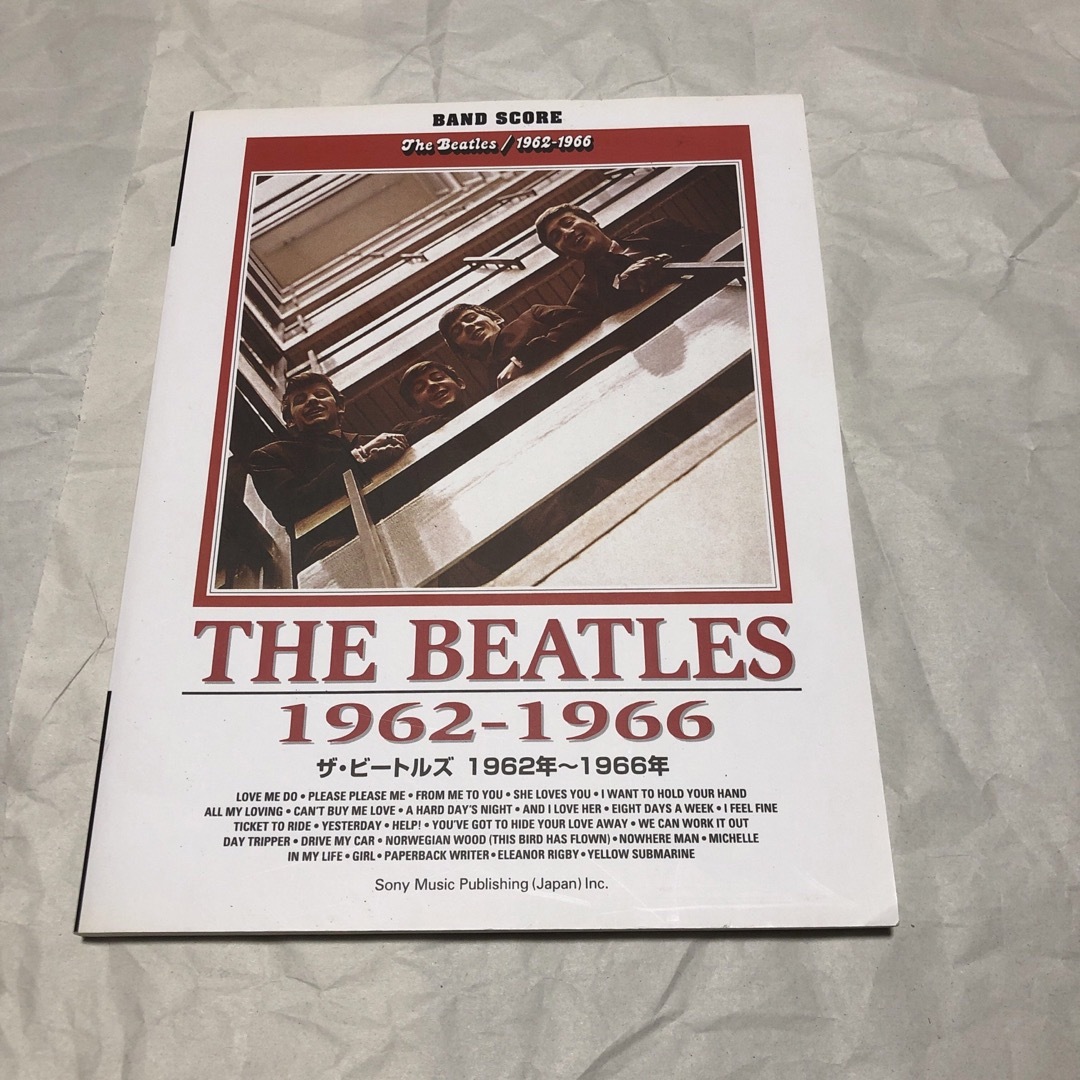 BAND SCORE
The Beatles / 1962-1966
THE BEATLES
1962-1966
ザ・ビートルズ 1962年～1966年
LOVE ME DO • PLEASE PLEASE ME • FROM ME TO YOU • SHE LOVES YOU • I WANT TO HOLD YOUR HAND
ALL MY LOVING • CAN'T BUY ME LOVE • A HARD DAY'S NIGHT • AND I LOVE HER • EIGHT DAYS A WEEK • I FEEL FINE
TICKET TO RIDE • YESTERDAY • HELP! • YOU'VE GOT TO HIDE YOUR LOVE AWAY • WE CAN WORK IT OUT
DAY TRIPPER • DRIVE MY CAR • NORWEGIAN WOOD (THIS BIRD HAS FLOWN) • NOWHERE MAN • MICHELLE
IN MY LIFE • GIRL • PAPERBACK WRITER • ELEANOR RIGBY • YELLOW SUBMARINE
Sony Music Publishing (Japan) Inc.